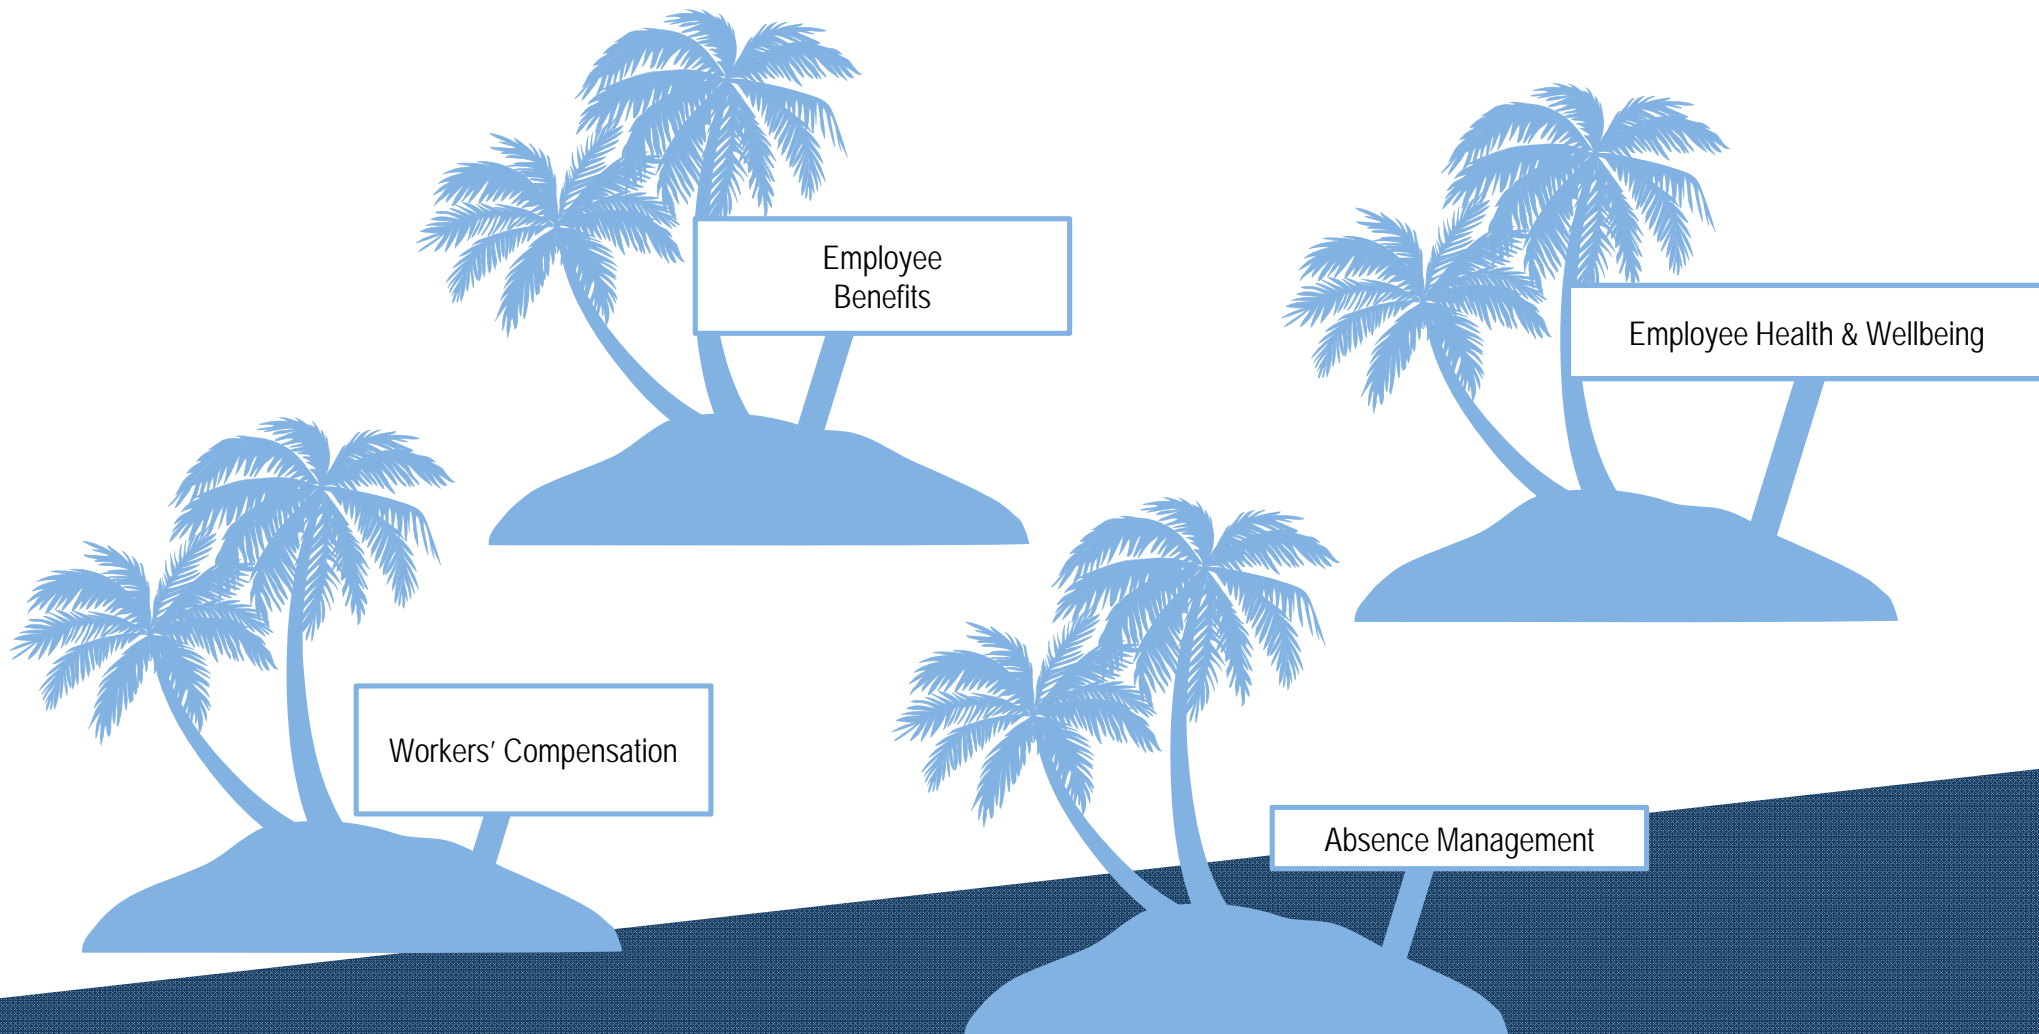 Employee
Benefits
Employee Health & Wellbeing
Workers’ Compensation
Absence Management